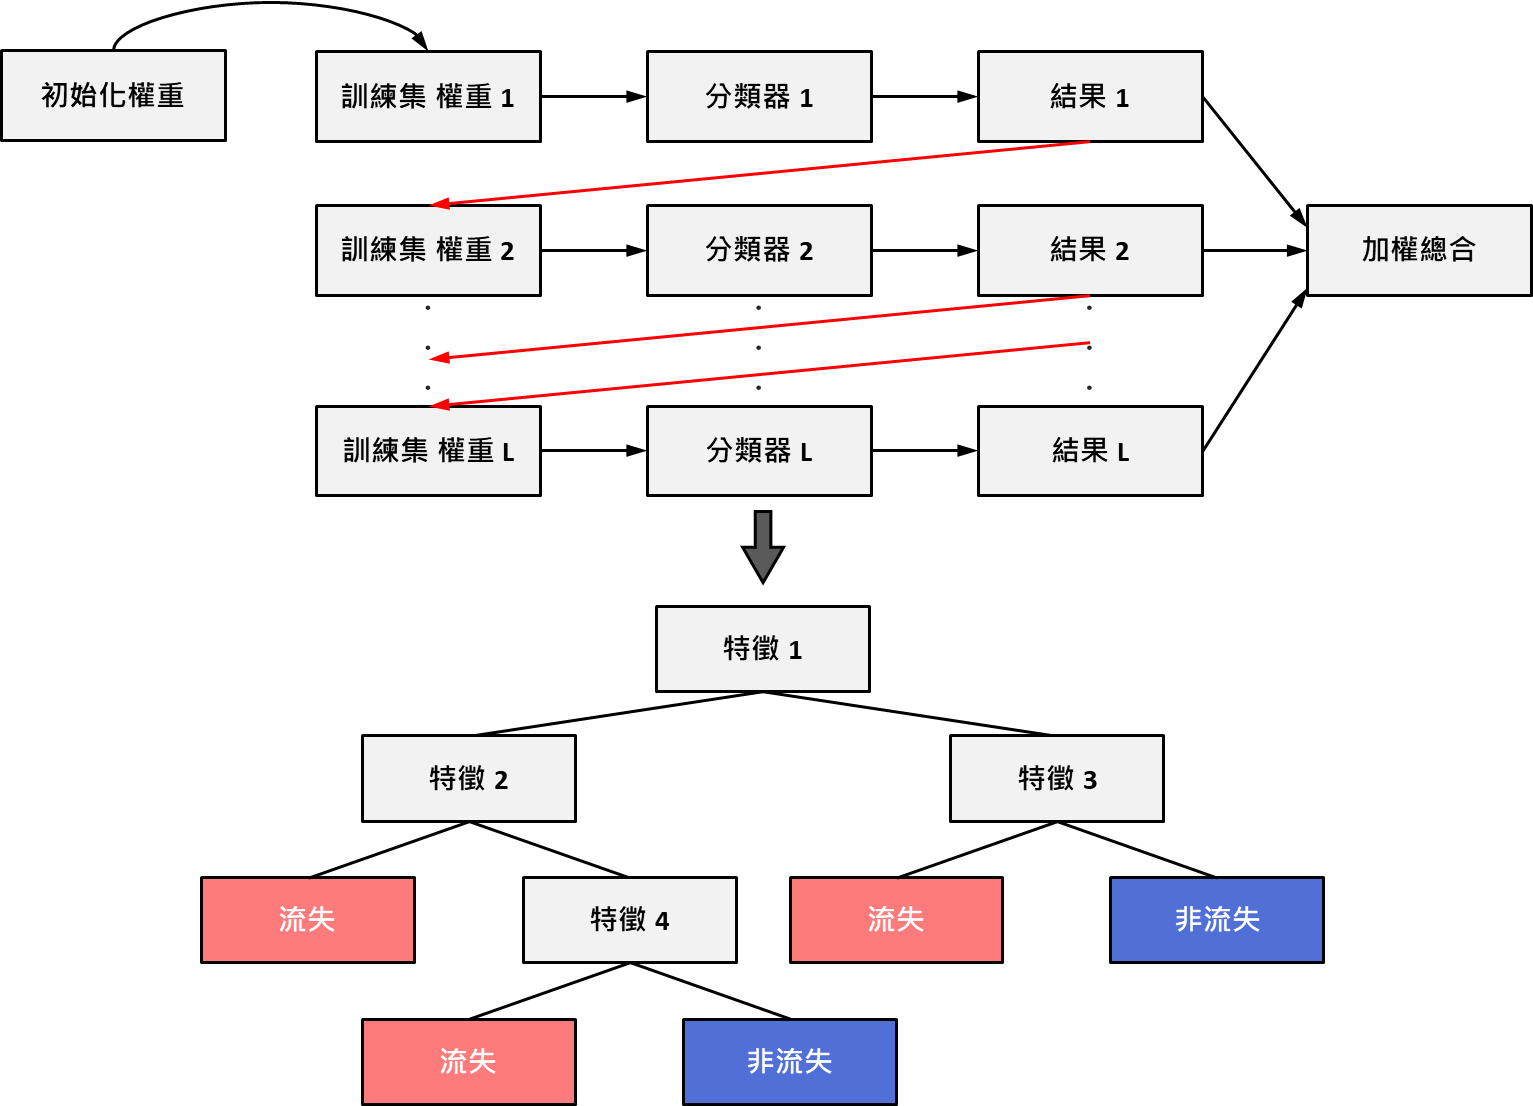 初始化權重
訓練集 權重 1
分類器 1
結果 1
訓練集 權重 2
分類器 2
結果 2
加權總合
訓練集 權重 L
分類器 L
結果 L
特徵 1
特徵 2
特徵 3
流失
特徵 4
流失
非流失
流失
非流失